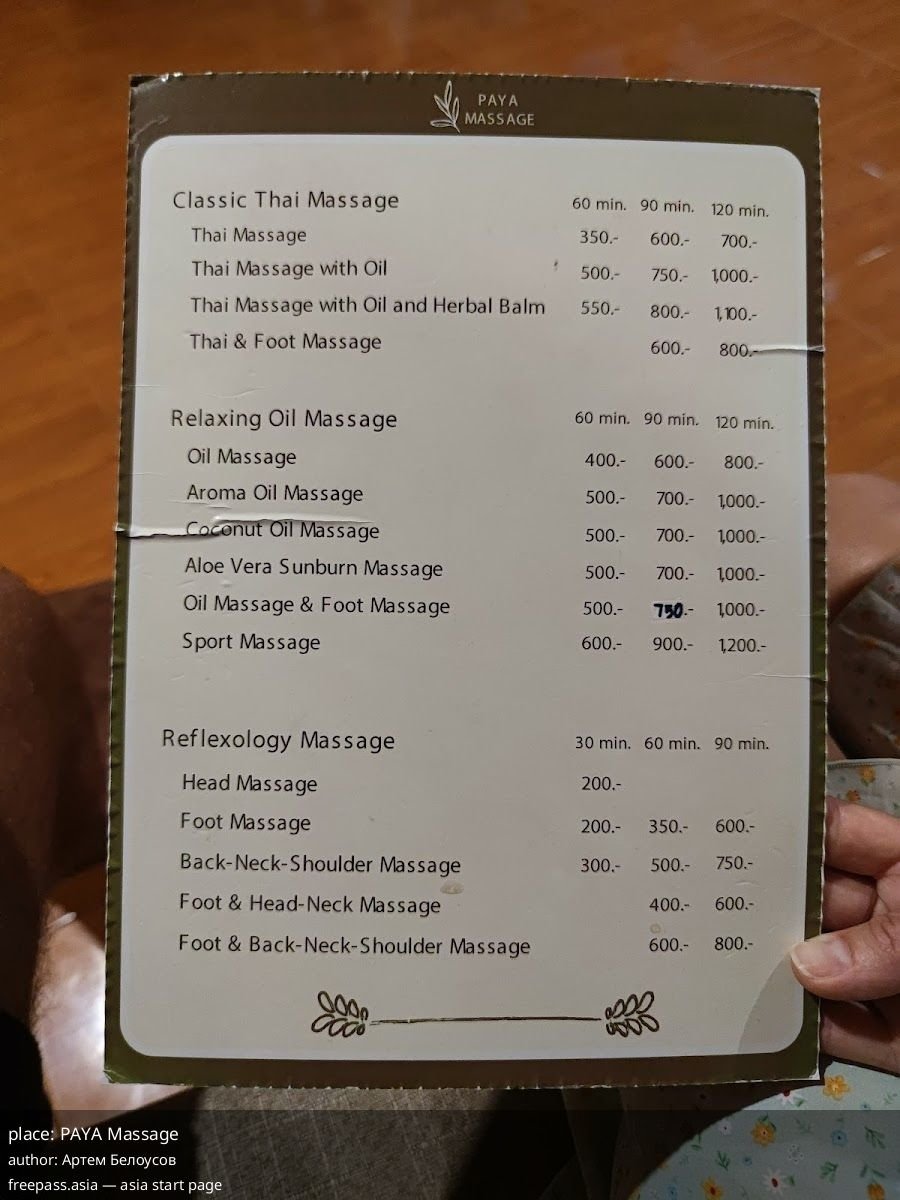 PAYA
MASSAGE
Classic Thai Massage 60 min. 90 min. 120 min.
Thai Massage 350.- 600.- 700.-
Thai Massage with Oil 500.- 750.- 1,000.-
Thai Massage with Oil and Herbal Balm 550.- 800.- 1,100.-
Thai & Foot Massage 600.- 800.-
Relaxing Oil Massage 60 min. 90 min. 120 min.
Oil Massage 400.- 600.- 800.-
Aroma Oil Massage 500.- 700.- 1,000.-
Coconut Oil Massage 500.- 700.- 1,000.-
Aloe Vera Sunburn Massage 500.- 700.- 1,000.-
Oil Massage & Foot Massage 500.- 750.- 1,000.-
Sport Massage 600.- 900.- 1,200.-
Reflexology Massage 30 min. 60 min. 90 min.
Head Massage 200.-
Foot Massage 200.- 350.- 600.-
Back-Neck-Shoulder Massage 300.- 500.- 750.-
Foot & Head-Neck Massage 400.- 600.-
Foot & Back-Neck-Shoulder Massage 600.- 800.-
place: PAYA Massage
author: Артем Белоусов
freepass.asia — asia start page